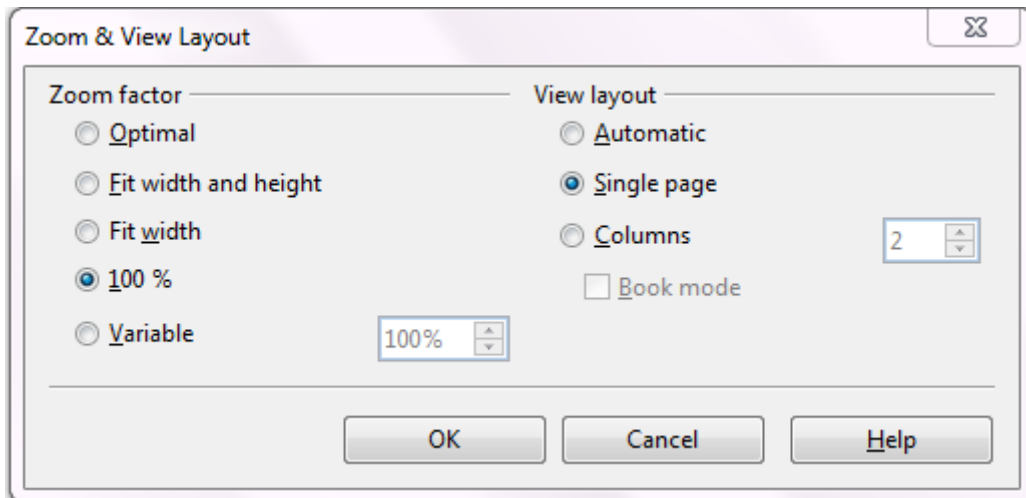 Zoom & View Layout
Zoom factor
Optimal
Fit width and height
Fit width
100 %
Variable
100%
View layout
Automatic
Single page
Columns
2
Book mode
OK
Cancel
Help